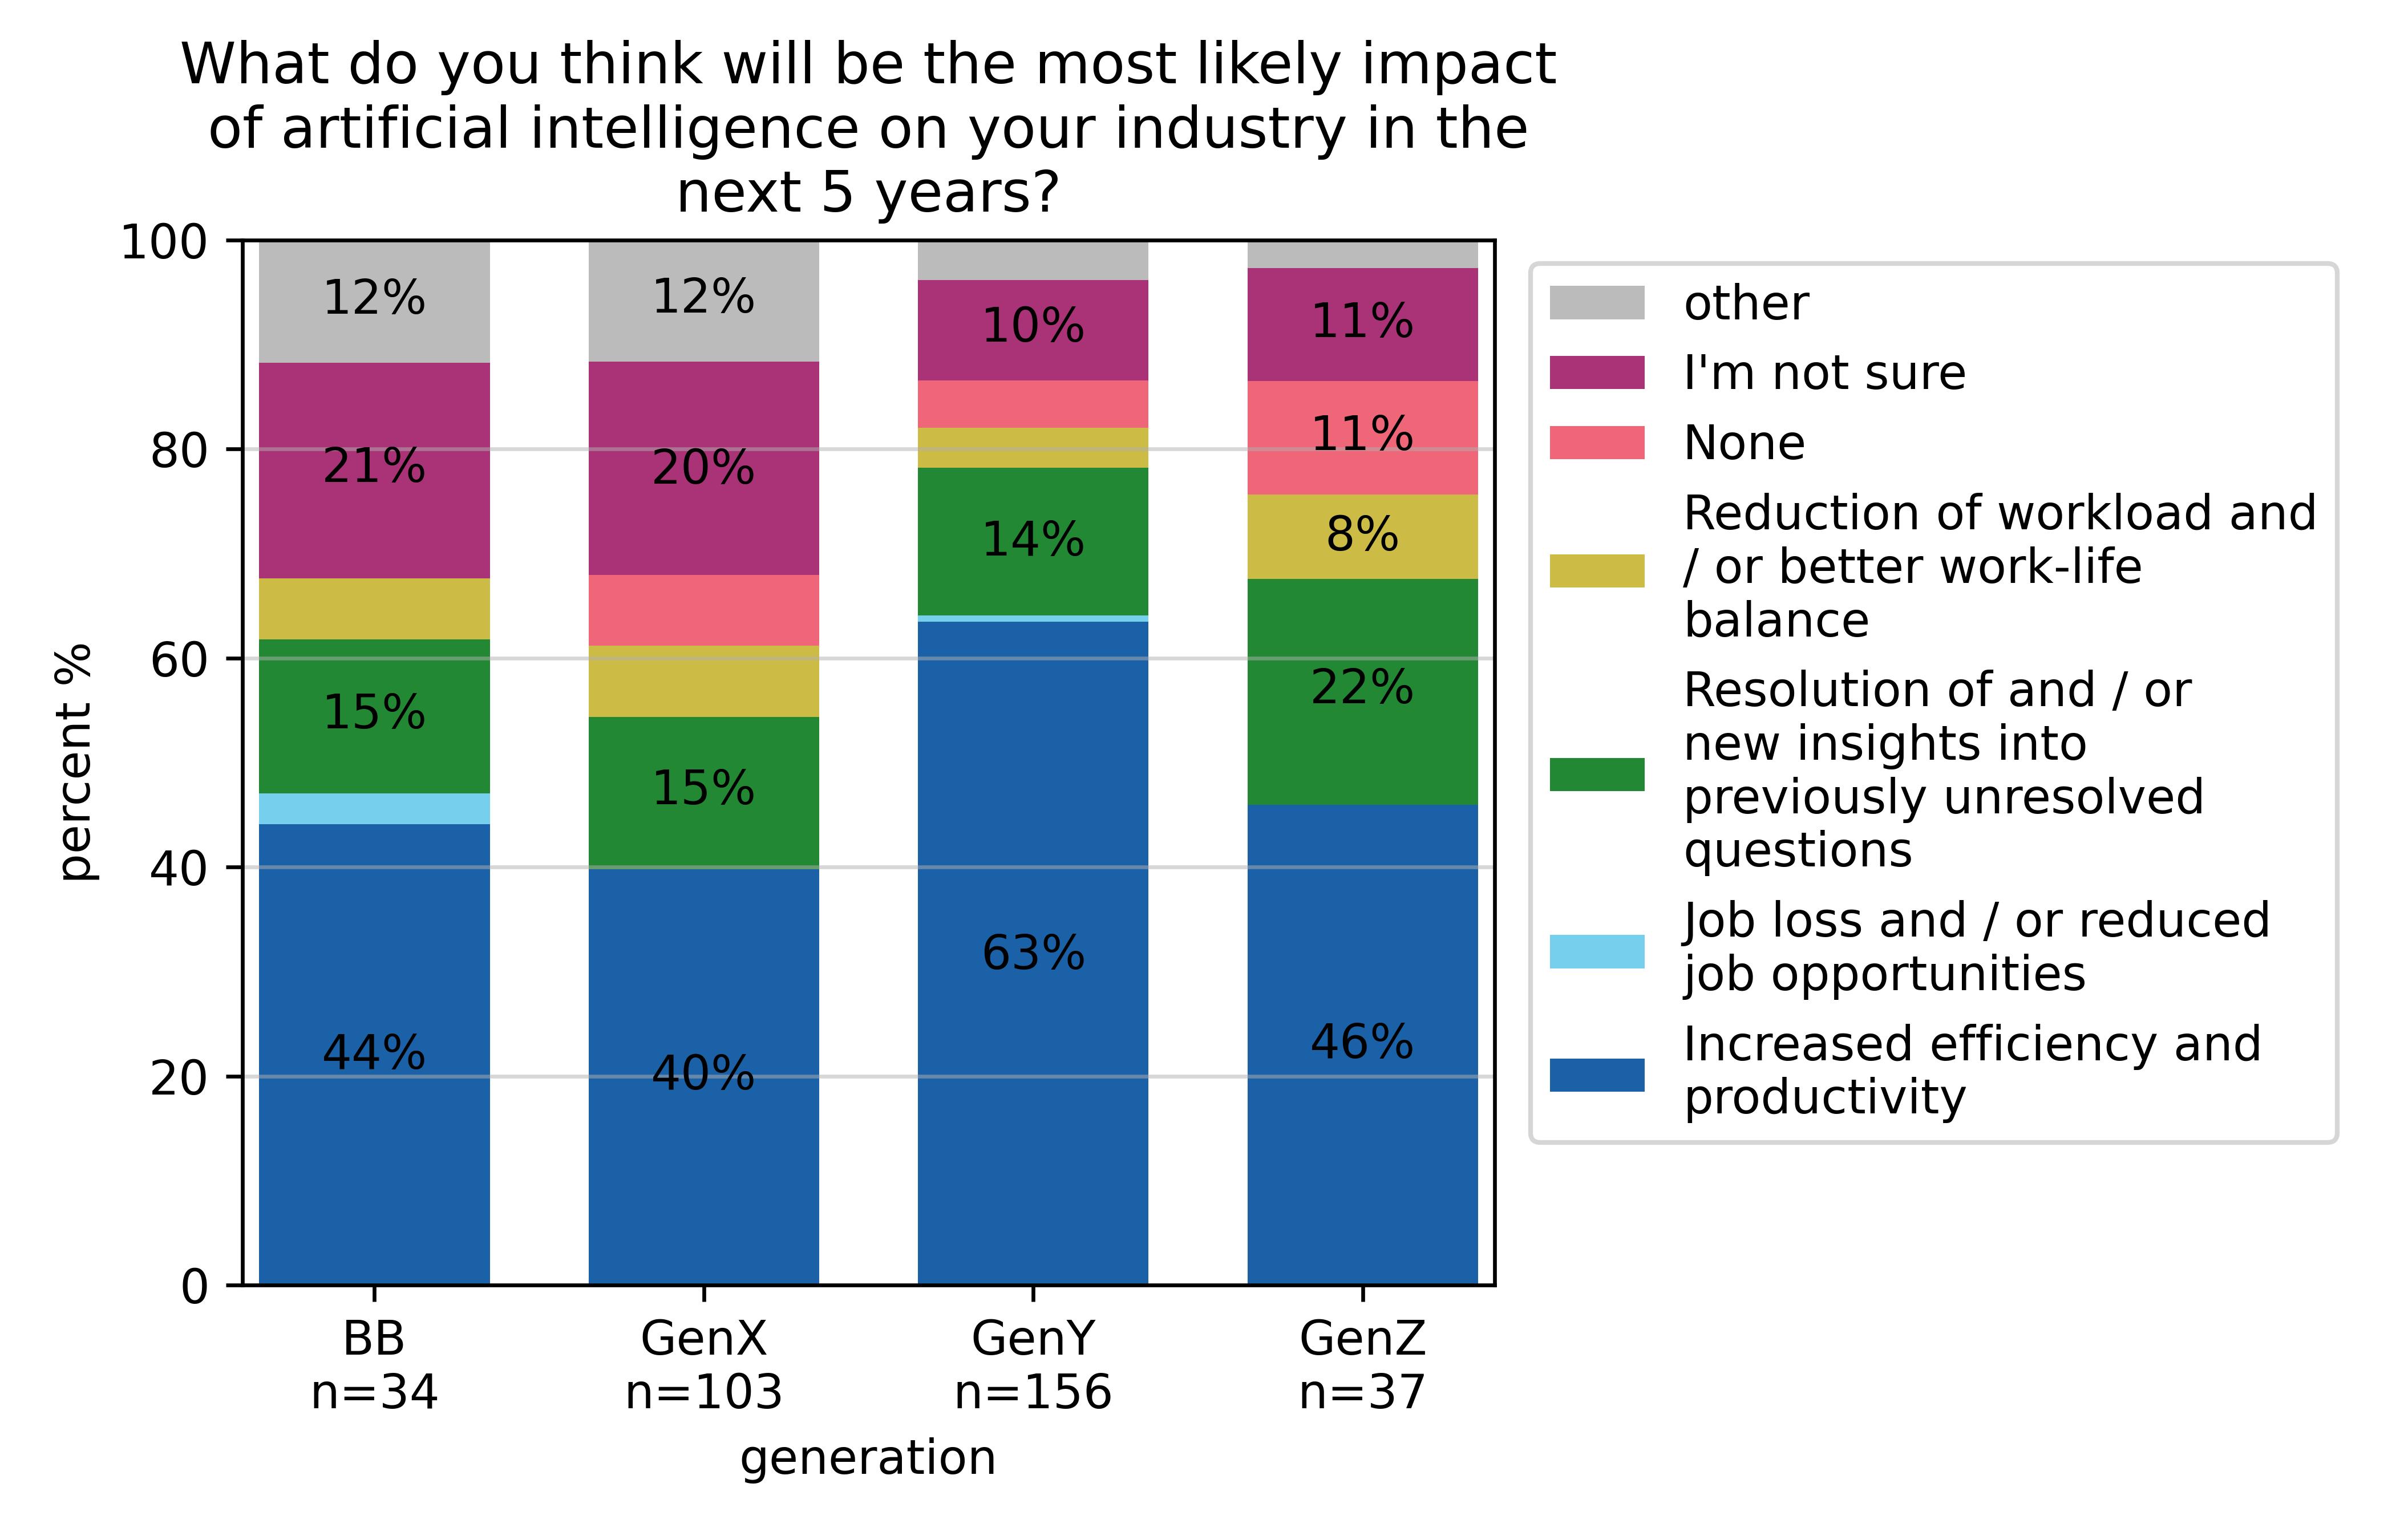 What do you think will be the most likely impact
of artificial intelligence on your industry in the
next 5 years?
100
80
60
40
20
0
percent %
12%
21%
15%
44%
12%
20%
15%
40%
10%
14%
63%
11%
11%
8%
22%
46%
BB
n=34
GenX
n=103
GenY
n=156
GenZ
n=37
generation
other
I'm not sure
None
Reduction of workload and
/ or better work-life
balance
Resolution of and / or
new insights into
previously unresolved
questions
Job loss and / or reduced
job opportunities
Increased efficiency and
productivity